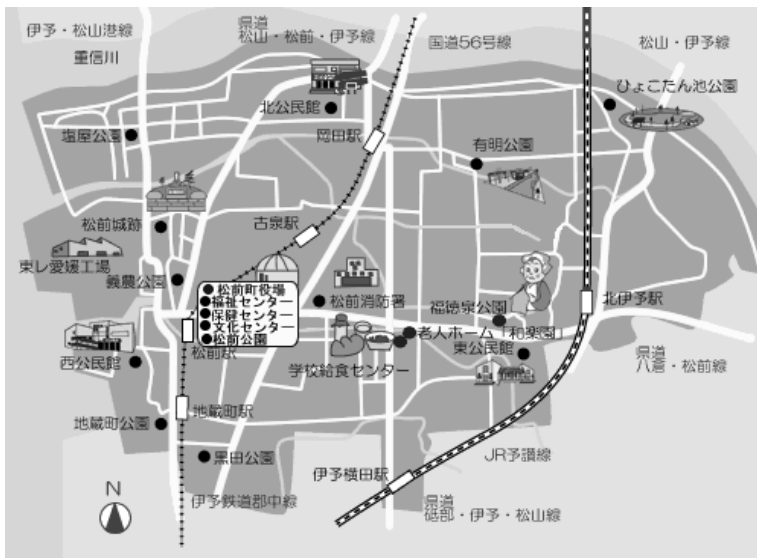 伊予・松山港線
重信川
県道
松山・松前・伊予線
国道56号線
松山・伊予線
ひょこたん池公園
北公民館
塩屋公園
岡田駅
有明公園
松前城跡
古泉駅
東レ愛媛工場
義農公園
松前町役場
福祉センター
保健センター
文化センター
松前公園
松前消防署
福徳泉公園
北伊予駅
老人ホーム「和楽園」
東公民館
松前駅
西公民館
学校給食センター
県道
八倉・松前線
地蔵町駅
地蔵町公園
黒田公園
伊予横田駅
JR予讃線
N
伊予鉄道郡中線
県道
砥部・伊予・松山線